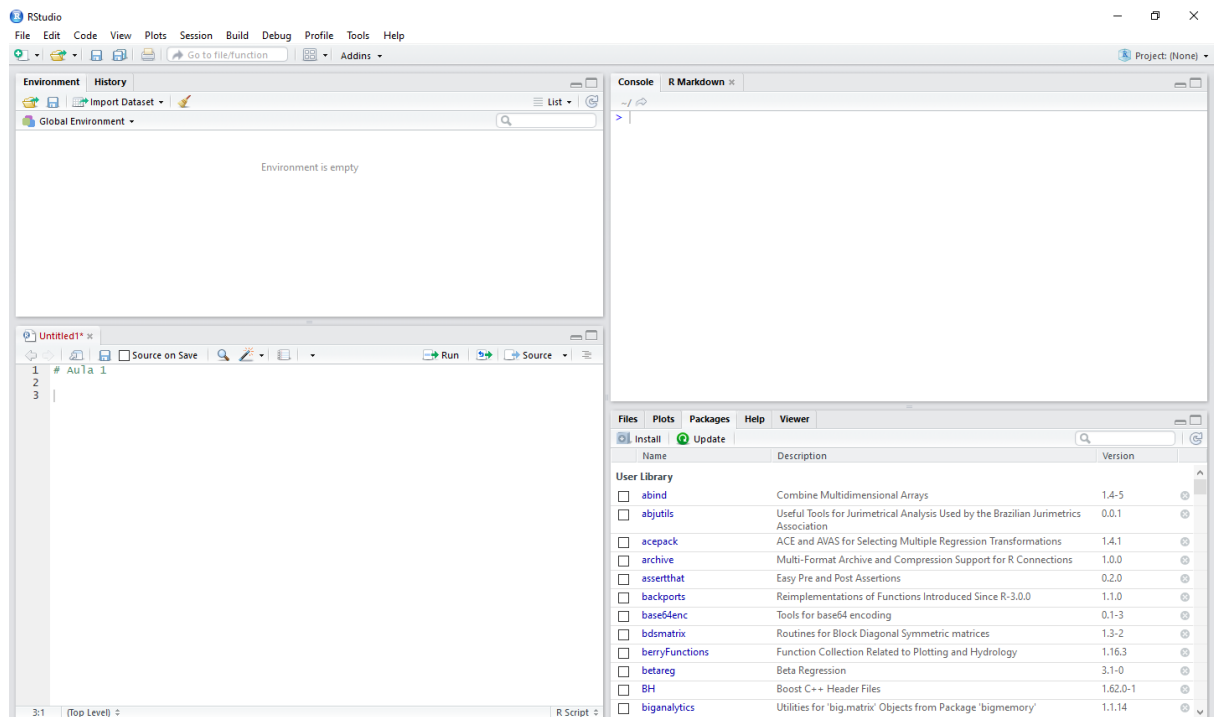 RStudio
File Edit Code View Plots Session Build Debug Profile Tools Help
Go to file/function Addins Project: (None)
Environment History
Import Dataset List
Global Environment
Environment is empty
Untitled1*
Source on Save Run Source
1 # Aula 1
2
3
3:1 (Top Level) R Script
Console R Markdown
~/
>
Files Plots Packages Help Viewer
Install Update
Name Description Version
User Library
abind Combine Multidimensional Arrays 1.4-5
abjutils Useful Tools for Jurimetrical Analysis Used by the Brazilian Jurimetrics 0.0.1
Association
acepack ACE and AVAS for Selecting Multiple Regression Transformations 1.4.1
archive Multi-Format Archive and Compression Support for R Connections 1.0.0
assertthat Easy Pre and Post Assertions 0.2.0
backports Reimplementations of Functions Introduced Since R-3.0.0 1.1.0
base64enc Tools for base64 encoding 0.1-3
bdsmatrix Routines for Block Diagonal Symmetric matrices 1.3-2
berryFunctions Function Collection Related to Plotting and Hydrology 1.16.3
betareg Beta Regression 3.1-0
BH Boost C++ Header Files 1.62.0-1
biganalytics Utilities for 'big.matrix' Objects from Package 'bigmemory' 1.1.14